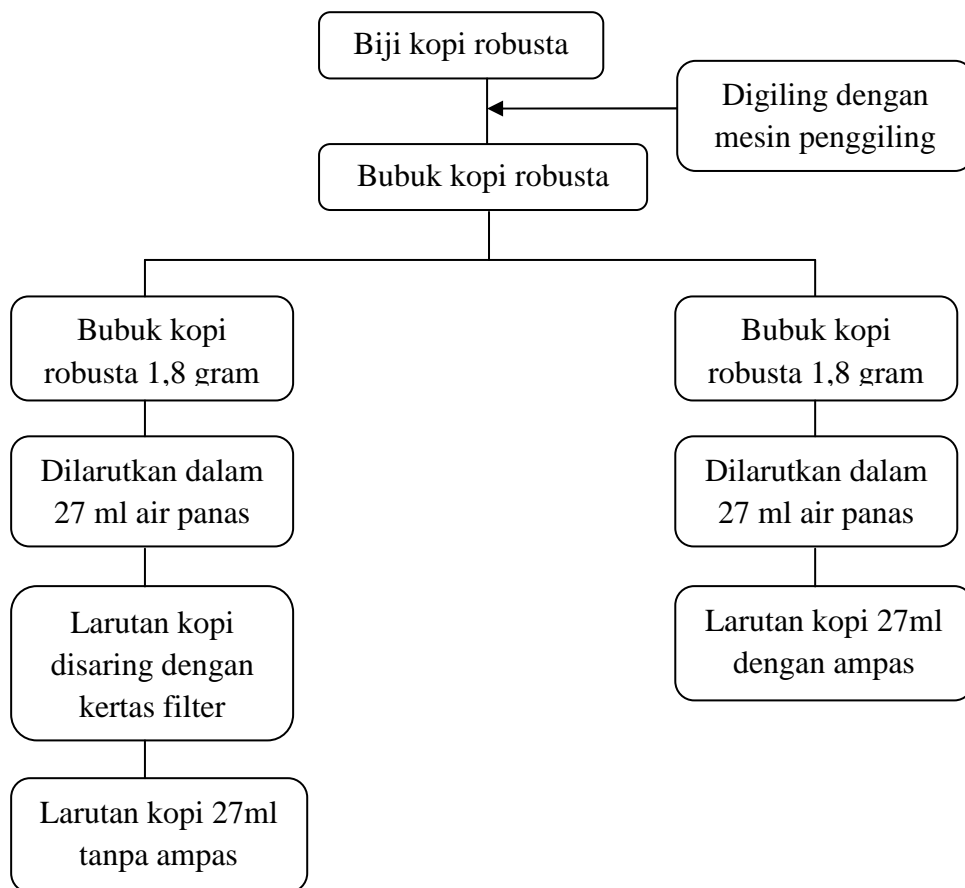 Biji kopi robusta
Digiling dengan
mesin penggiling
Bubuk kopi robusta
Bubuk kopi
robusta 1,8 gram
Dilarutkan dalam
27 ml air panas
Larutan kopi
disaring dengan
kertas filter
Larutan kopi 27ml
tanpa ampas
Bubuk kopi
robusta 1,8 gram
Dilarutkan dalam
27 ml air panas
Larutan kopi 27ml
dengan ampas